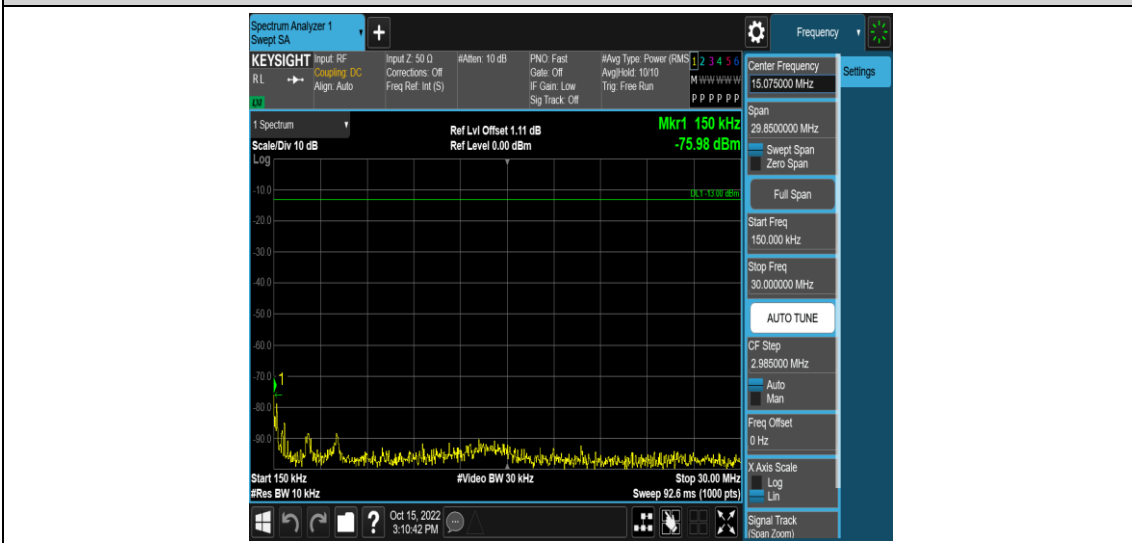 Spectrum Analyzer 1
Swept SA
+
Frequency
KEYSIGHT
RL
LXI
Input: RF
Coupling: DC
Align: Auto
Input Z: 50 Ω
Corrections: Off
Freq Ref: Int (S)
#Atten: 10 dB
PNO: Fast
Gate: Off
IF Gain: Low
Sig Track: Off
#Avg Type: Power (RMS
Avg|Hold: 10/10
Trig: Free Run
1 2 3 4 5 6
M W W W W W
P P P P P P
1 Spectrum
Scale/Div 10 dB
Log
Ref Lvl Offset 1.11 dB
Ref Level 0.00 dBm
Mkr1 150 kHz
-75.98 dBm
DL1 -13.00 dBm
-10.0
-20.0
-30.0
-40.0
-50.0
-60.0
-70.0
1
-80.0
-90.0
Start 150 kHz
#Video BW 30 kHz
Stop 30.00 MHz
#Res BW 10 kHz
Sweep 92.6 ms (1000 pts)
Center Frequency
15.075000 MHz
Settings
Span
29.8500000 MHz
Swept Span
Zero Span
Full Span
Start Freq
150.000 kHz
Stop Freq
30.000000 MHz
AUTO TUNE
CF Step
2.985000 MHz
Auto
Man
Freq Offset
0 Hz
X Axis Scale
Log
Lin
Signal Track
(Span Zoom)
?
Oct 15, 2022
3:10:42 PM